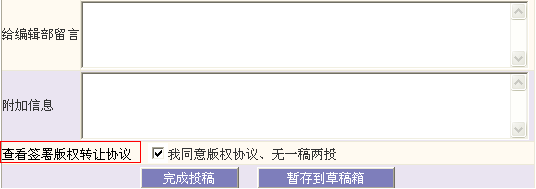 给编辑部留言
附加信息
查看签署版权转让协议 我同意版权协议、无一稿两投
完成投稿 暂存到草稿箱